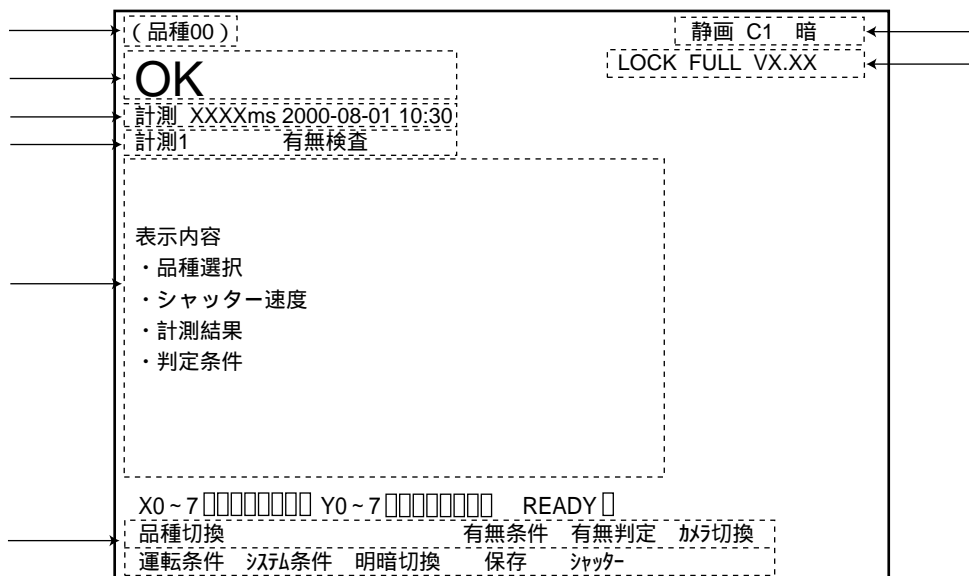 (品種00) 静画 C1 暗
OK LOCK FULL VX.XX
計測 XXXXms 2000-08-01 10:30
計測1 有無検査
表示内容
・品種選択
・シャッター速度
・計測結果
・判定条件
X0~7 Y0~7 READY
品種切換 有無条件 有無判定 ｶﾒﾗ切換
運転条件 ｼｽﾃﾑ条件 明暗切換 保存 ｼｬｯﾀｰ